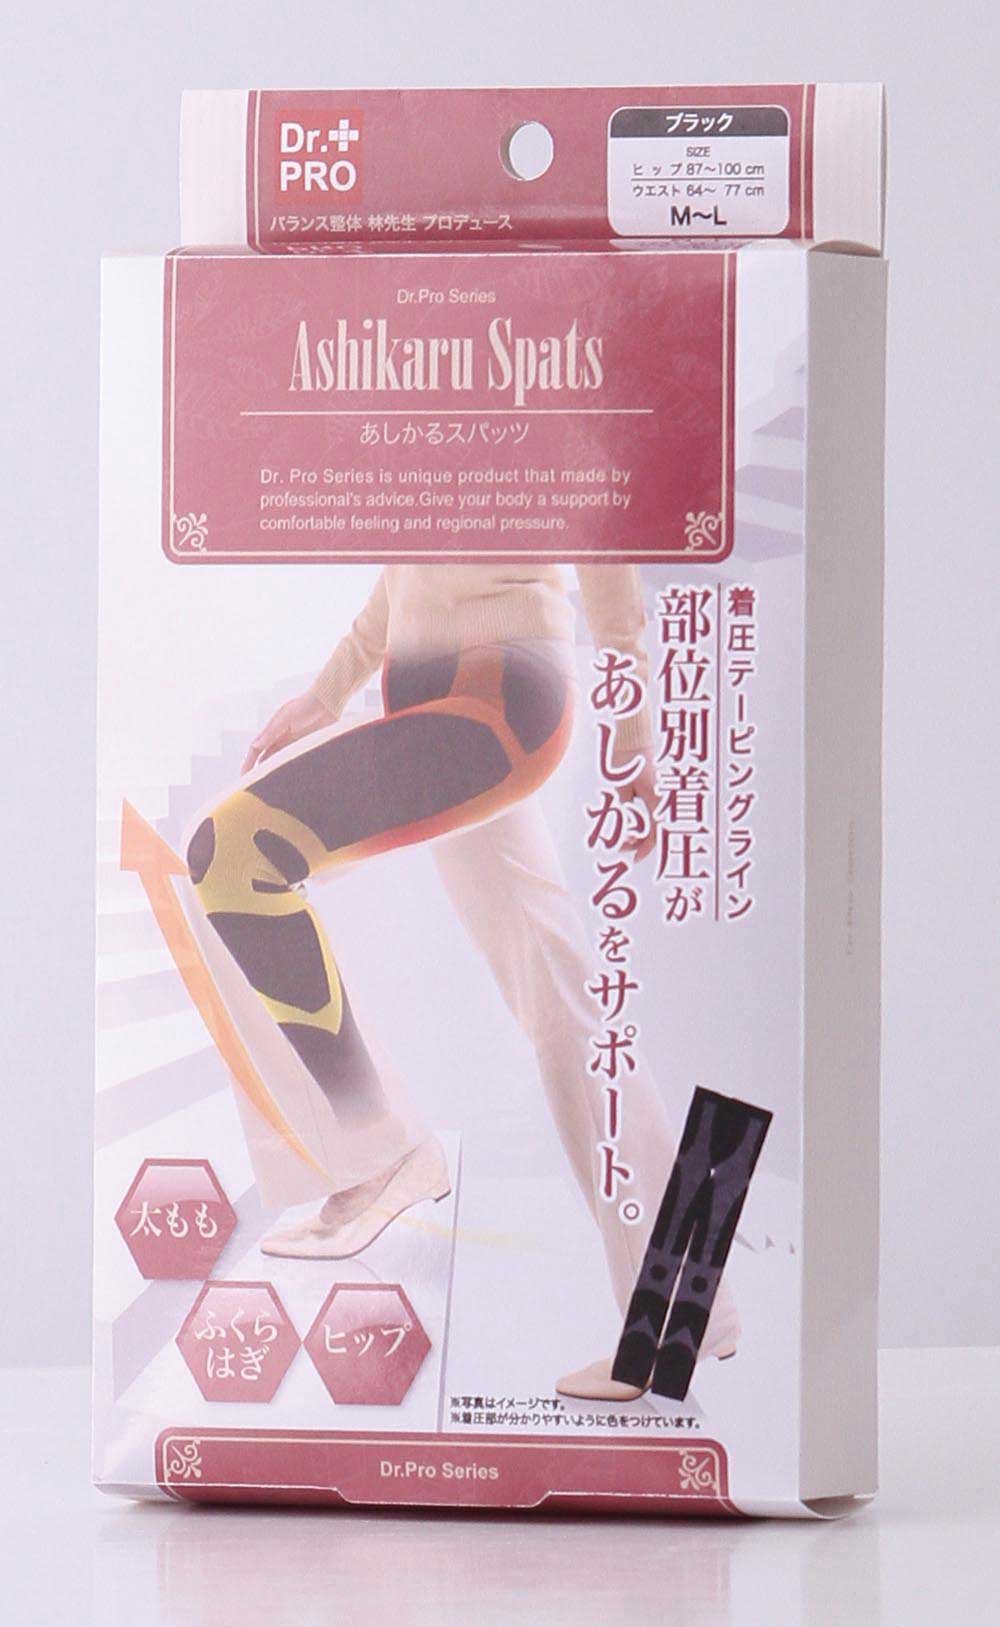 Dr.
PRO
バランス整体 林先生 プロデュース
ブラック
SIZE
ヒップ 87〜100 cm
ウエスト 64〜 77 cm
M〜L
Dr.Pro Series
Ashikaru Spats
あしかるスパッツ
Dr. Pro Series is unique product that made by
professional's advice.Give your body a support by
comfortable feeling and regional pressure.
着圧テーピングライン
部位別着圧が
あしかるをサポート。
太もも
ふくら
はぎ
ヒップ
※写真はイメージです。
※着圧部が分かりやすいように色をつけています。
Dr.Pro Series